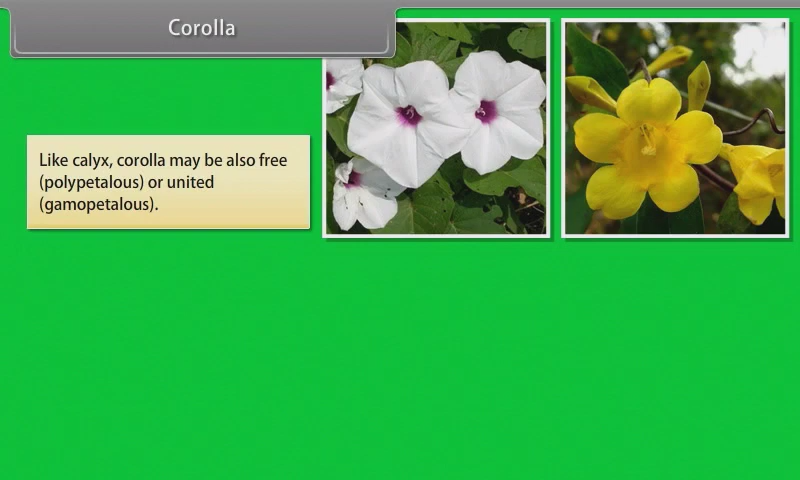 Corolla
Like calyx, corolla may be also free
(polypetalous) or united
(gamopetalous).